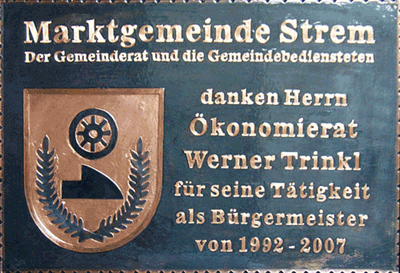 Marktgemeinde Strem
Der Gemeinderat und die Gemeindebediensteten
danken Herrn
Ökonomierat
Werner Trinkl
für seine Tätigkeit
als Bürgermeister
von 1992 - 2007